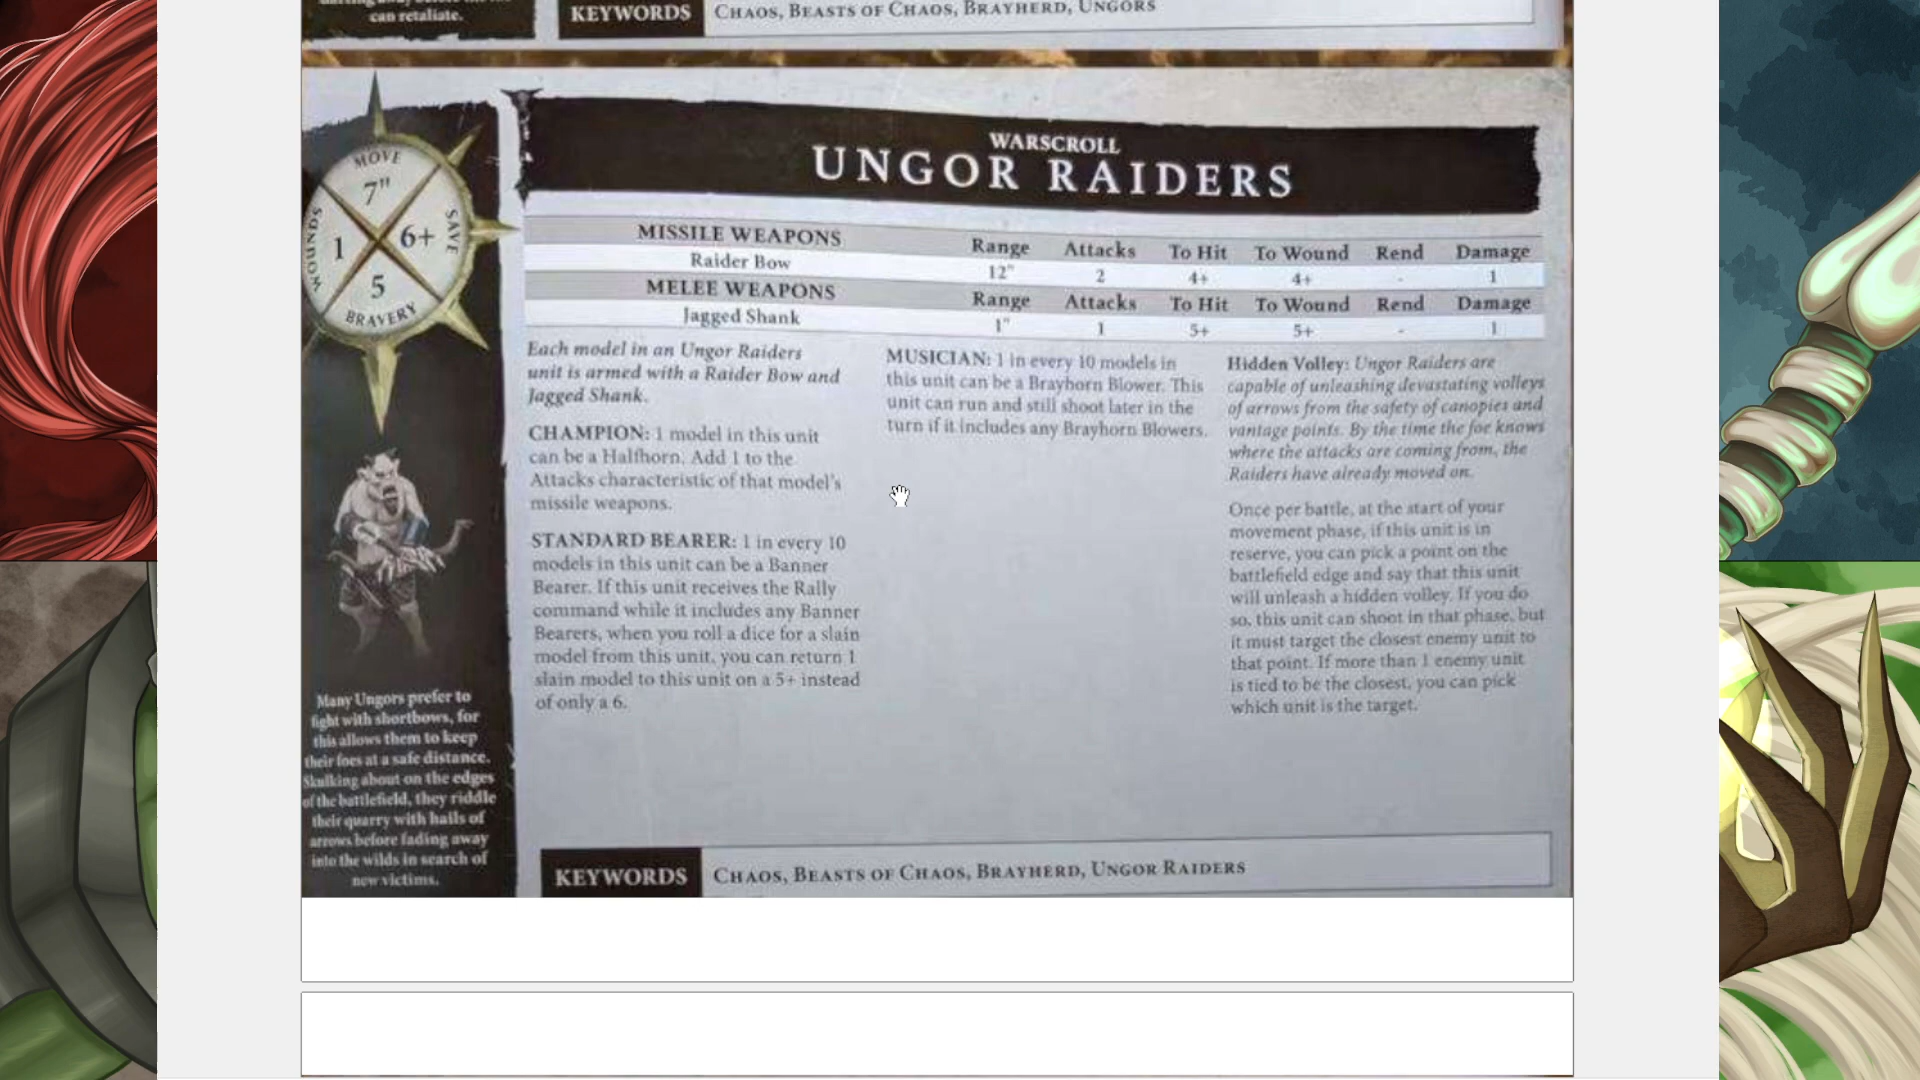 can retaliate.
KEYWORDS
CHAOS, BEASTS OF CHAOS, BRAYHERD, UNGORS
WARSCROLL
UNGOR RAIDERS
MOVE
7"
WOUNDS
1
6+
SAVE
5
BRAVERY
MISSILE WEAPONS Range Attacks To Hit To Wound Rend Damage
Raider Bow 12" 2 4+ 4+ - 1
MELEE WEAPONS Range Attacks To Hit To Wound Rend Damage
Jagged Shank 1" 1 5+ 5+ - 1
Each model in an Ungor Raiders
unit is armed with a Raider Bow and
Jagged Shank.
CHAMPION: 1 model in this unit
can be a Halfhorn. Add 1 to the
Attacks characteristic of that model's
missile weapons.
STANDARD BEARER: 1 in every 10
models in this unit can be a Banner
Bearer. If this unit receives the Rally
command while it includes any Banner
Bearers, when you roll a dice for a slain
model from this unit, you can return 1
slain model to this unit on a 5+ instead
of only a 6.
MUSICIAN: 1 in every 10 models in
this unit can be a Brayhorn Blower. This
unit can run and still shoot later in the
turn if it includes any Brayhorn Blowers.
Hidden Volley: Ungor Raiders are
capable of unleashing devastating volleys
of arrows from the safety of canopies and
vantage points. By the time the foe knows
where the attacks are coming from, the
Raiders have already moved on.
Once per battle, at the start of your
movement phase, if this unit is in
reserve, you can pick a point on the
battlefield edge and say that this unit
will unleash a hidden volley. If you do
so, this unit can shoot in that phase, but
it must target the closest enemy unit to
that point. If more than 1 enemy unit
is tied to be the closest, you can pick
which unit is the target.
Many Ungors prefer to
fight with shortbows, for
this allows them to keep
their foes at a safe distance.
Skulking about on the edges
of the battlefield, they riddle
their quarry with hails of
arrows before fading away
into the wilds in search of
new victims.
KEYWORDS
CHAOS, BEASTS OF CHAOS, BRAYHERD, UNGOR RAIDERS